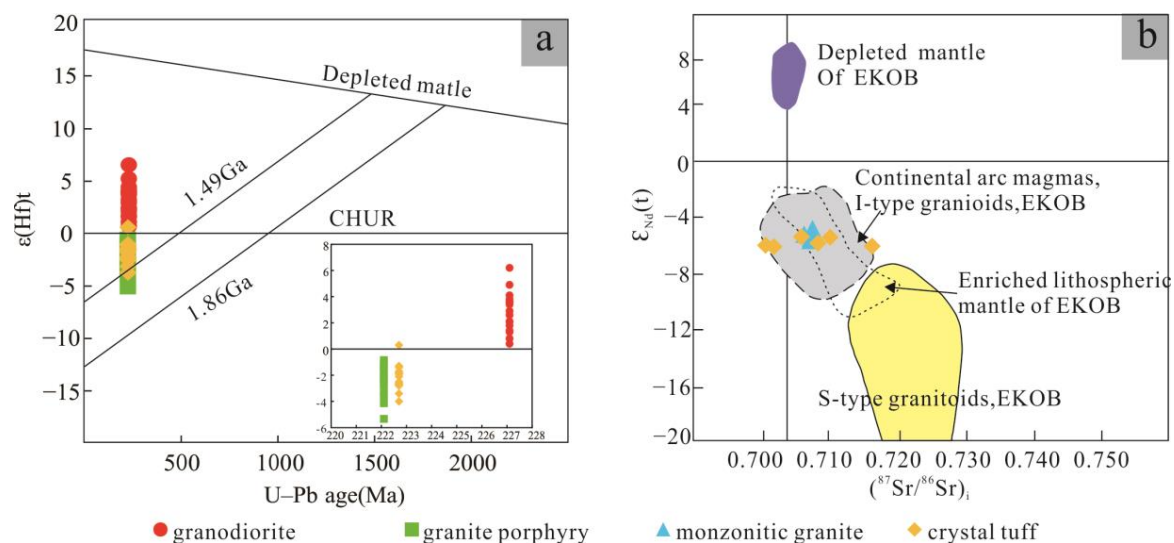 a
20
15
10
5
0
−5
−10
−15
ε(Hf)t
Depleted matle
1.49Ga
CHUR
1.86Ga
8
6
4
2
0
-2
-4
-6
220 221 222 223 224 225 226 227 228
500 1000 1500 2000
U–Pb age(Ma)
b
8
4
0
−4
−8
−12
−16
−20
εNd(t)
Depleted mantle
Of EKOB
Continental arc magmas,
I-type granioids,EKOB
Enriched lithospheric
mantle of EKOB
S-type granitoids,EKOB
0.700 0.710 0.720 0.730 0.740 0.750
(⁸⁷Sr/⁸⁶Sr)i
granodiorite granite porphyry monzonitic granite crystal tuff